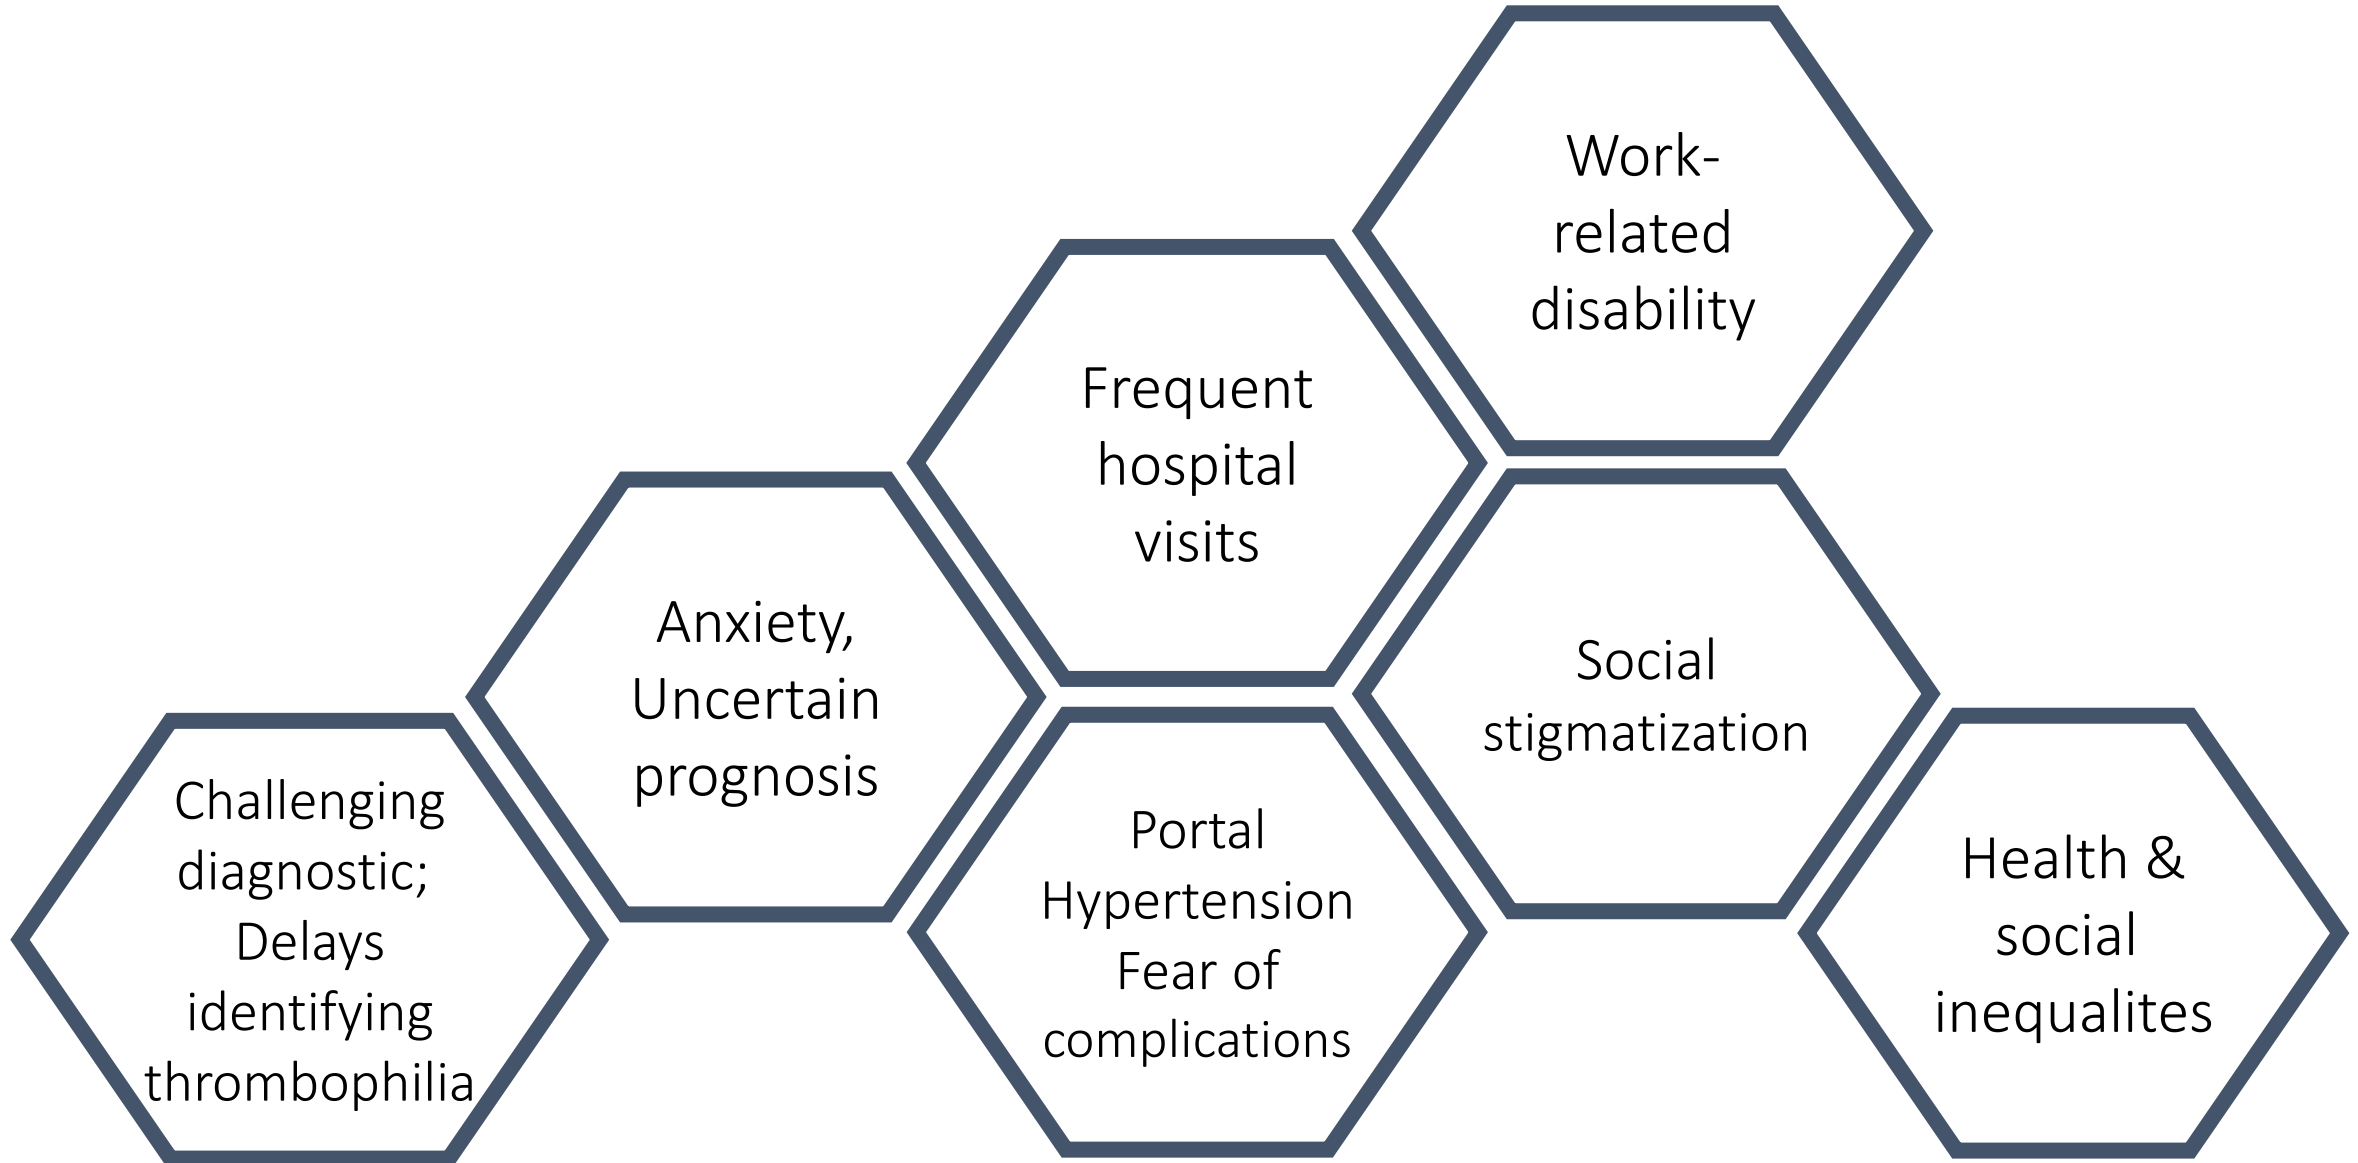 Work-
related
disability
Frequent
hospital
visits
Anxiety,
Uncertain
prognosis
Social
stigmatization
Challenging
diagnostic;
Delays
identifying
thrombophilia
Portal
Hypertension
Fear of
complications
Health &
social
inequalites